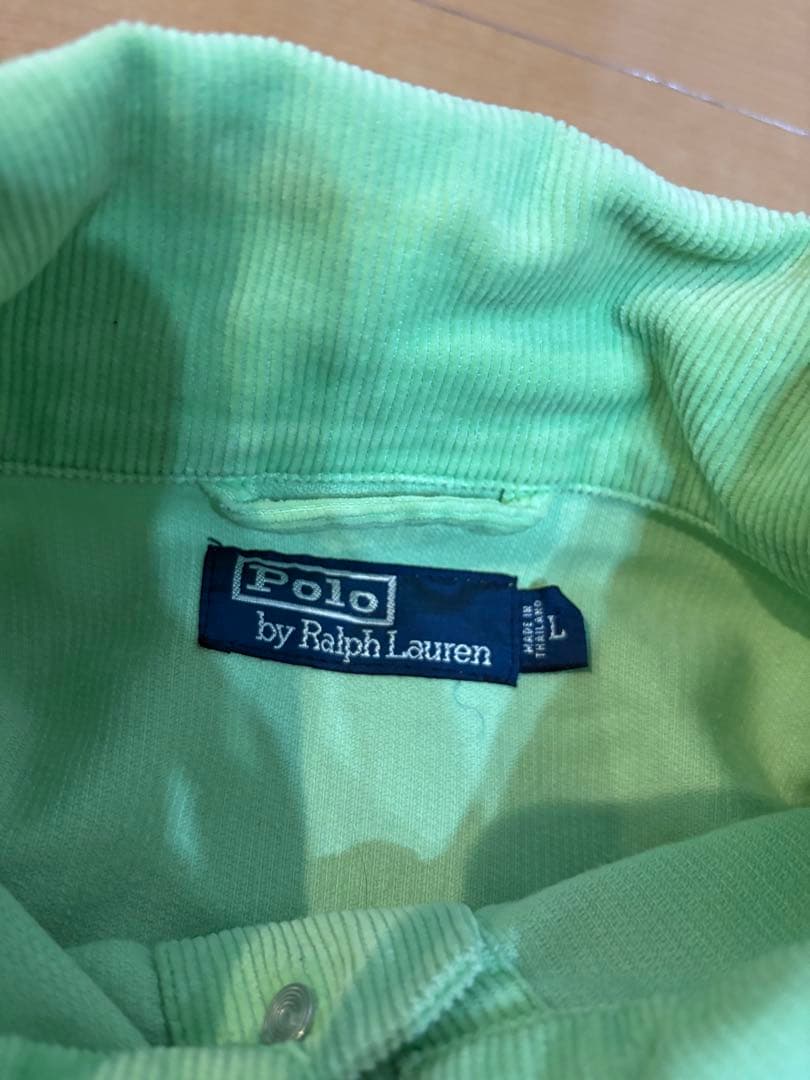 Polo
by Ralph Lauren
L
MADE IN
THAILAND